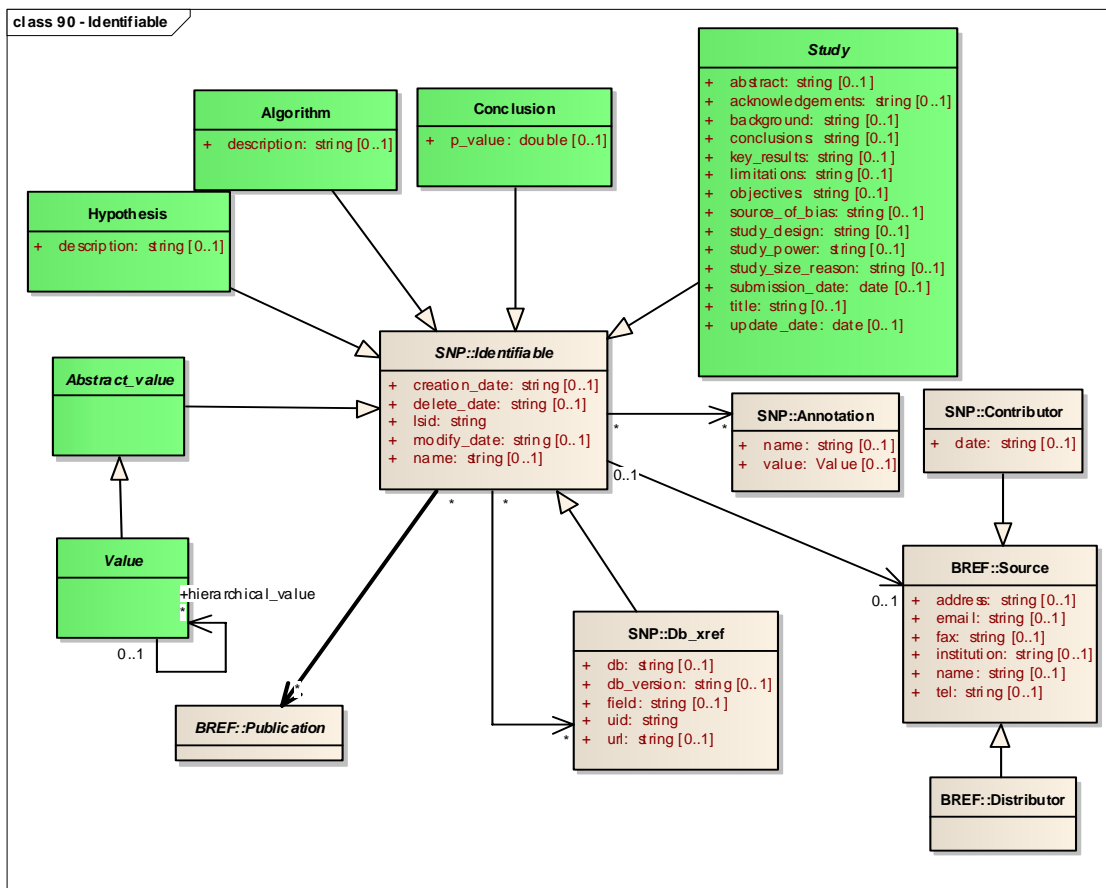 class 90 - Identifiable
Study
+ abstract: string [0..1]
+ acknowledgements: string [0..1]
+ background: string [0..1]
+ conclusions: string [0..1]
+ key_results: string [0..1]
+ limitations: string [0..1]
+ objectives: string [0..1]
+ source_of_bias: string [0..1]
+ study_design: string [0..1]
+ study_power: string [0..1]
+ study_size_reason: string [0..1]
+ submission_date: date [0..1]
+ title: string [0..1]
+ update_date: date [0..1]
Conclusion
+ p_value: double [0..1]
Algorithm
+ description: string [0..1]
Hypothesis
+ description: string [0..1]
SNP::Identifiable
+ creation_date: string [0..1]
+ delete_date: string [0..1]
+ lsid: string
+ modify_date: string [0..1]
+ name: string [0..1]
Abstract_value
SNP::Annotation
+ name: string [0..1]
+ value: Value [0..1]
SNP::Contributor
+ date: string [0..1]
*
*
0..1
*
*
Value
+hierarchical_value
*
0..1
BREF::Source
+ address: string [0..1]
+ email: string [0..1]
+ fax: string [0..1]
+ institution: string [0..1]
+ name: string [0..1]
+ tel: string [0..1]
0..1
SNP::Db_xref
+ db: string [0..1]
+ db_version: string [0..1]
+ field: string [0..1]
+ uid: string
+ url: string [0..1]
*
*
BREF::Publication
BREF::Distributor